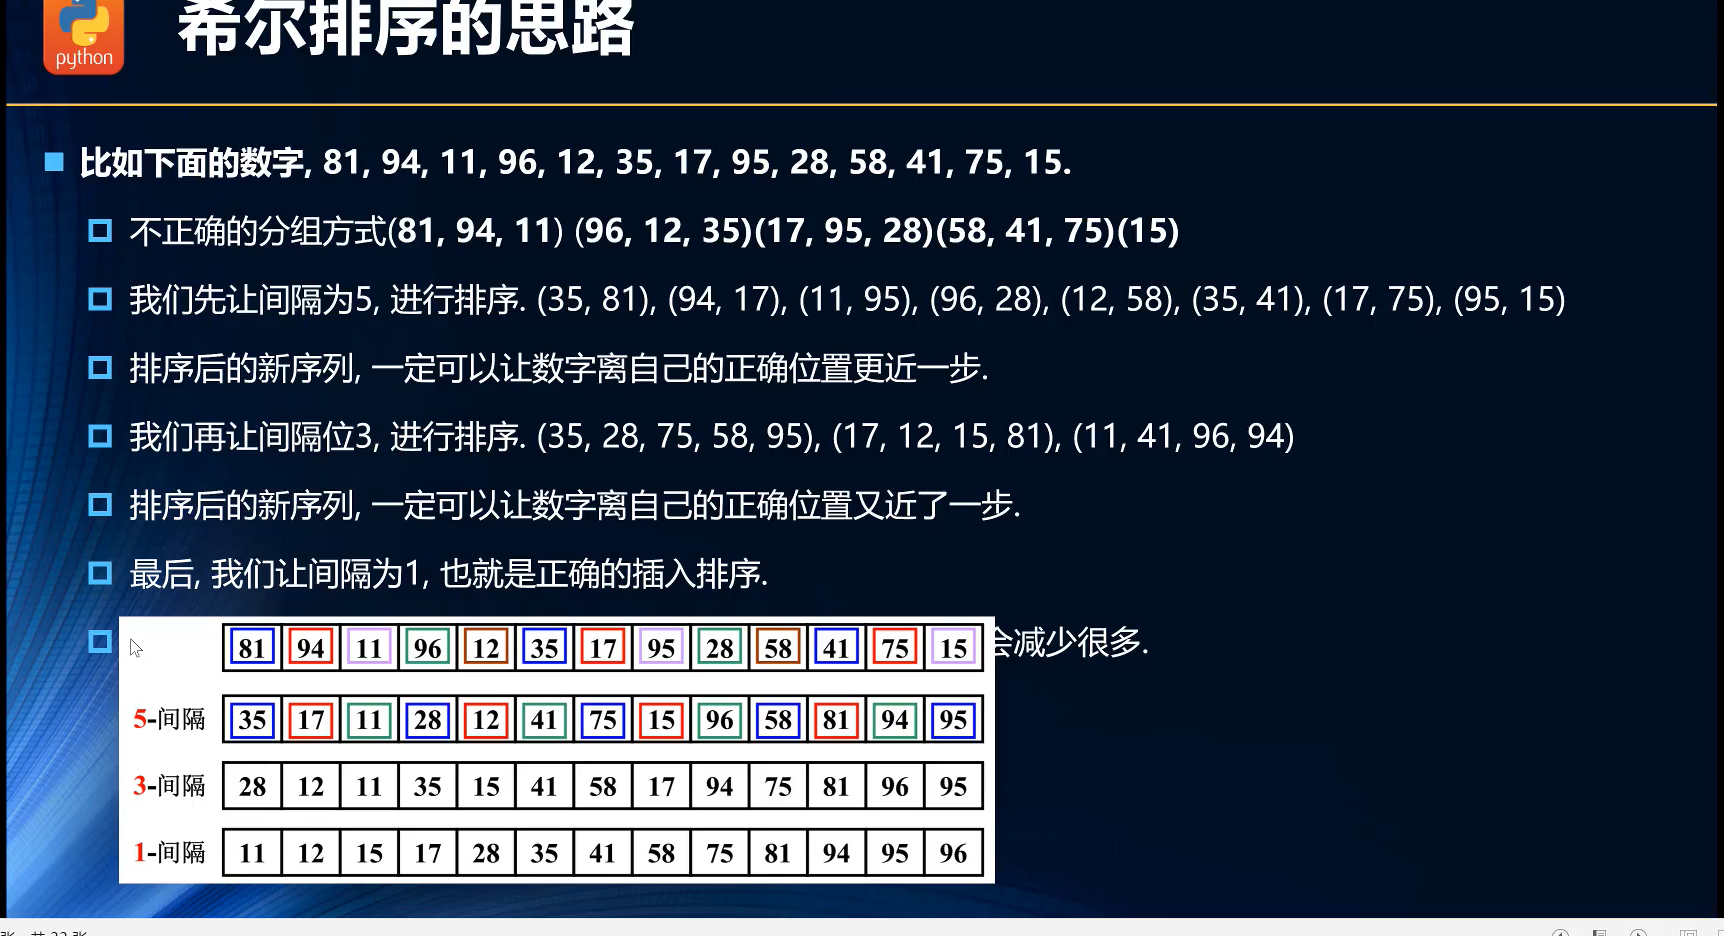 希尔排序的思路
python
比如下面的数字, 81, 94, 11, 96, 12, 35, 17, 95, 28, 58, 41, 75, 15.
不正确的分组方式(81, 94, 11) (96, 12, 35)(17, 95, 28)(58, 41, 75)(15)
我们先让间隔为5, 进行排序. (35, 81), (94, 17), (11, 95), (96, 28), (12, 58), (35, 41), (17, 75), (95, 15)
排序后的新序列, 一定可以让数字离自己的正确位置更近一步.
我们再让间隔位3, 进行排序. (35, 28, 75, 58, 95), (17, 12, 15, 81), (11, 41, 96, 94)
排序后的新序列, 一定可以让数字离自己的正确位置又近了一步.
最后, 我们让间隔为1, 也就是正确的插入排序.
会减少很多.
81 94 11 96 12 35 17 95 28 58 41 75 15
5-间隔 35 17 11 28 12 41 75 15 96 58 81 94 95
3-间隔 28 12 11 35 15 41 58 17 94 75 81 96 95
1-间隔 11 12 15 17 28 35 41 58 75 81 94 95 96